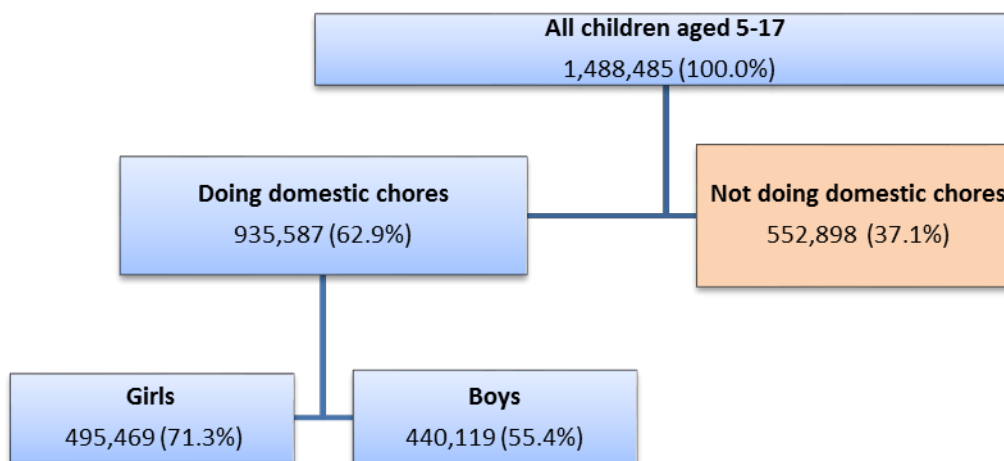 All children aged 5-17
1,488,485 (100.0%)
Doing domestic chores
935,587 (62.9%)
Not doing domestic chores
552,898 (37.1%)
Girls
495,469 (71.3%)
Boys
440,119 (55.4%)